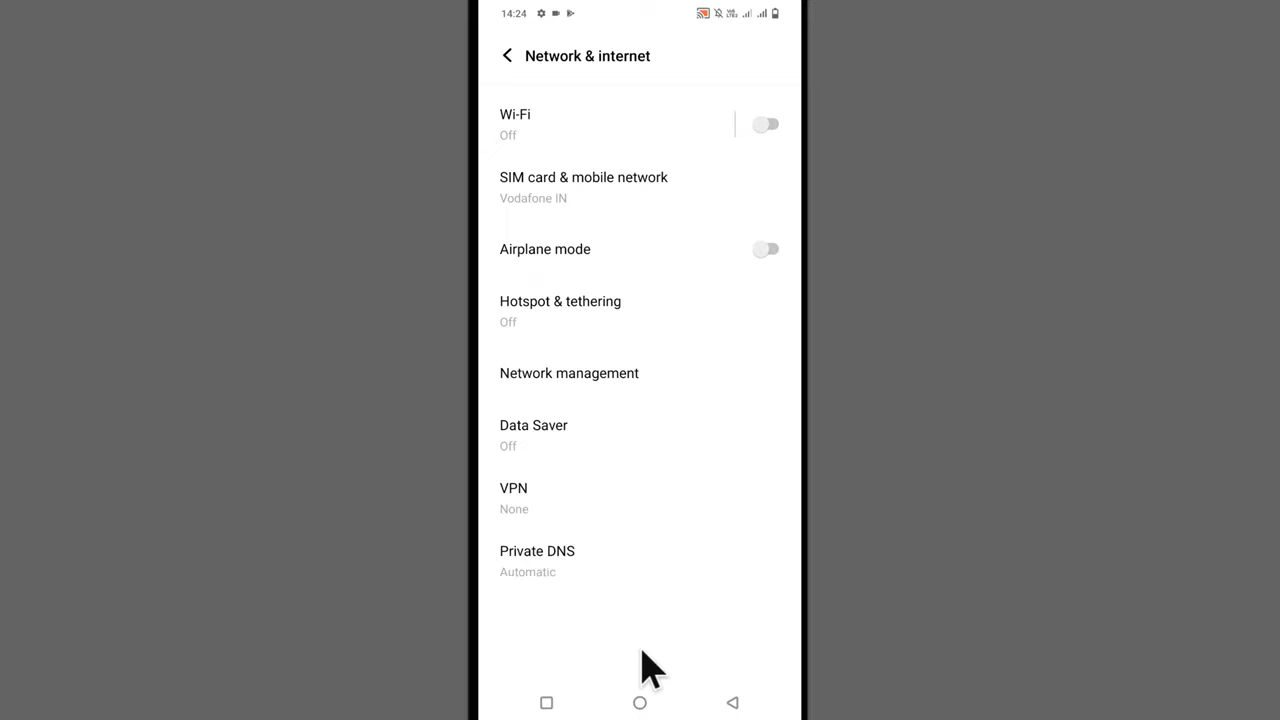 14:24
Network & internet
Wi-Fi
Off
SIM card & mobile network
Vodafone IN
Airplane mode
Hotspot & tethering
Off
Network management
Data Saver
Off
VPN
None
Private DNS
Automatic